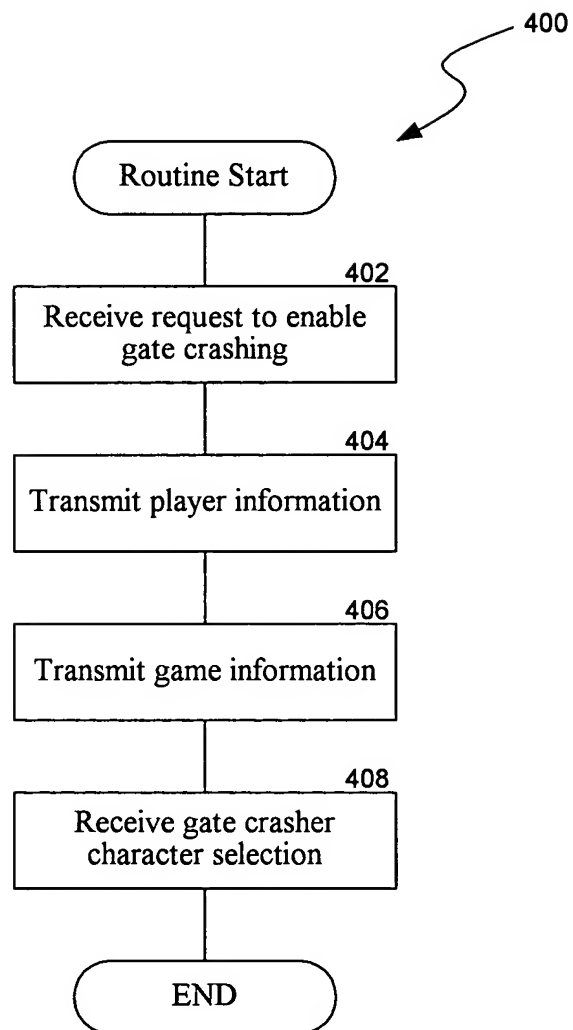 400
Routine Start
402
Receive request to enable
gate crashing
404
Transmit player information
406
Transmit game information
408
Receive gate crasher
character selection
END